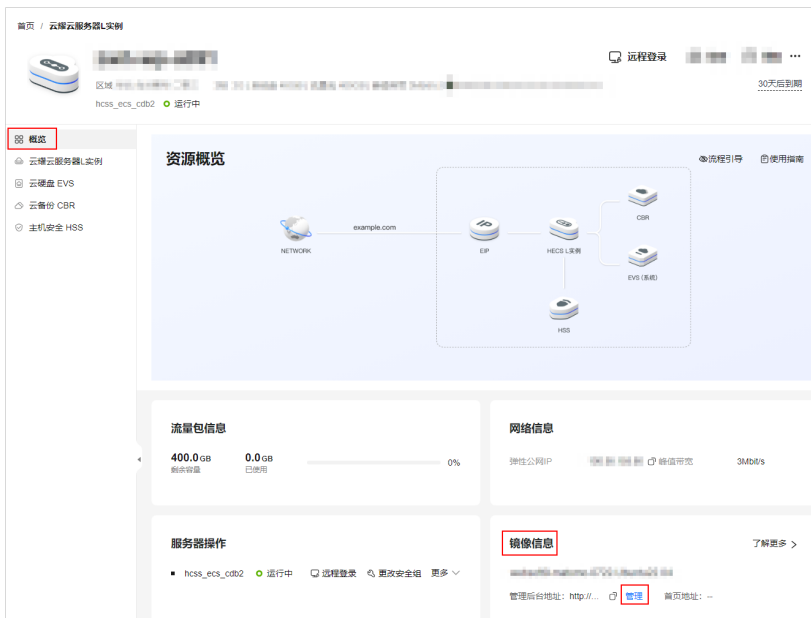 首页 / 云耀云服务器L实例
远程登录 ...
区域
30天后到期
hcss_ecs_cdb2 运行中
概览
云耀云服务器L实例
云硬盘 EVS
云备份 CBR
主机安全 HSS
资源概览
流程引导 使用指南
example.com
NETWORK
EIP
HECS L实例
CBR
EVS (系统)
HSS
流量包信息
400.0 GB 0.0 GB 0%
剩余容量 已使用
网络信息
弹性公网IP 峰值带宽 3Mbit/s
服务器操作
hcss_ecs_cdb2 运行中 远程登录 更改安全组 更多
镜像信息 了解更多
管理后台地址: http://... 管理 首页地址: --